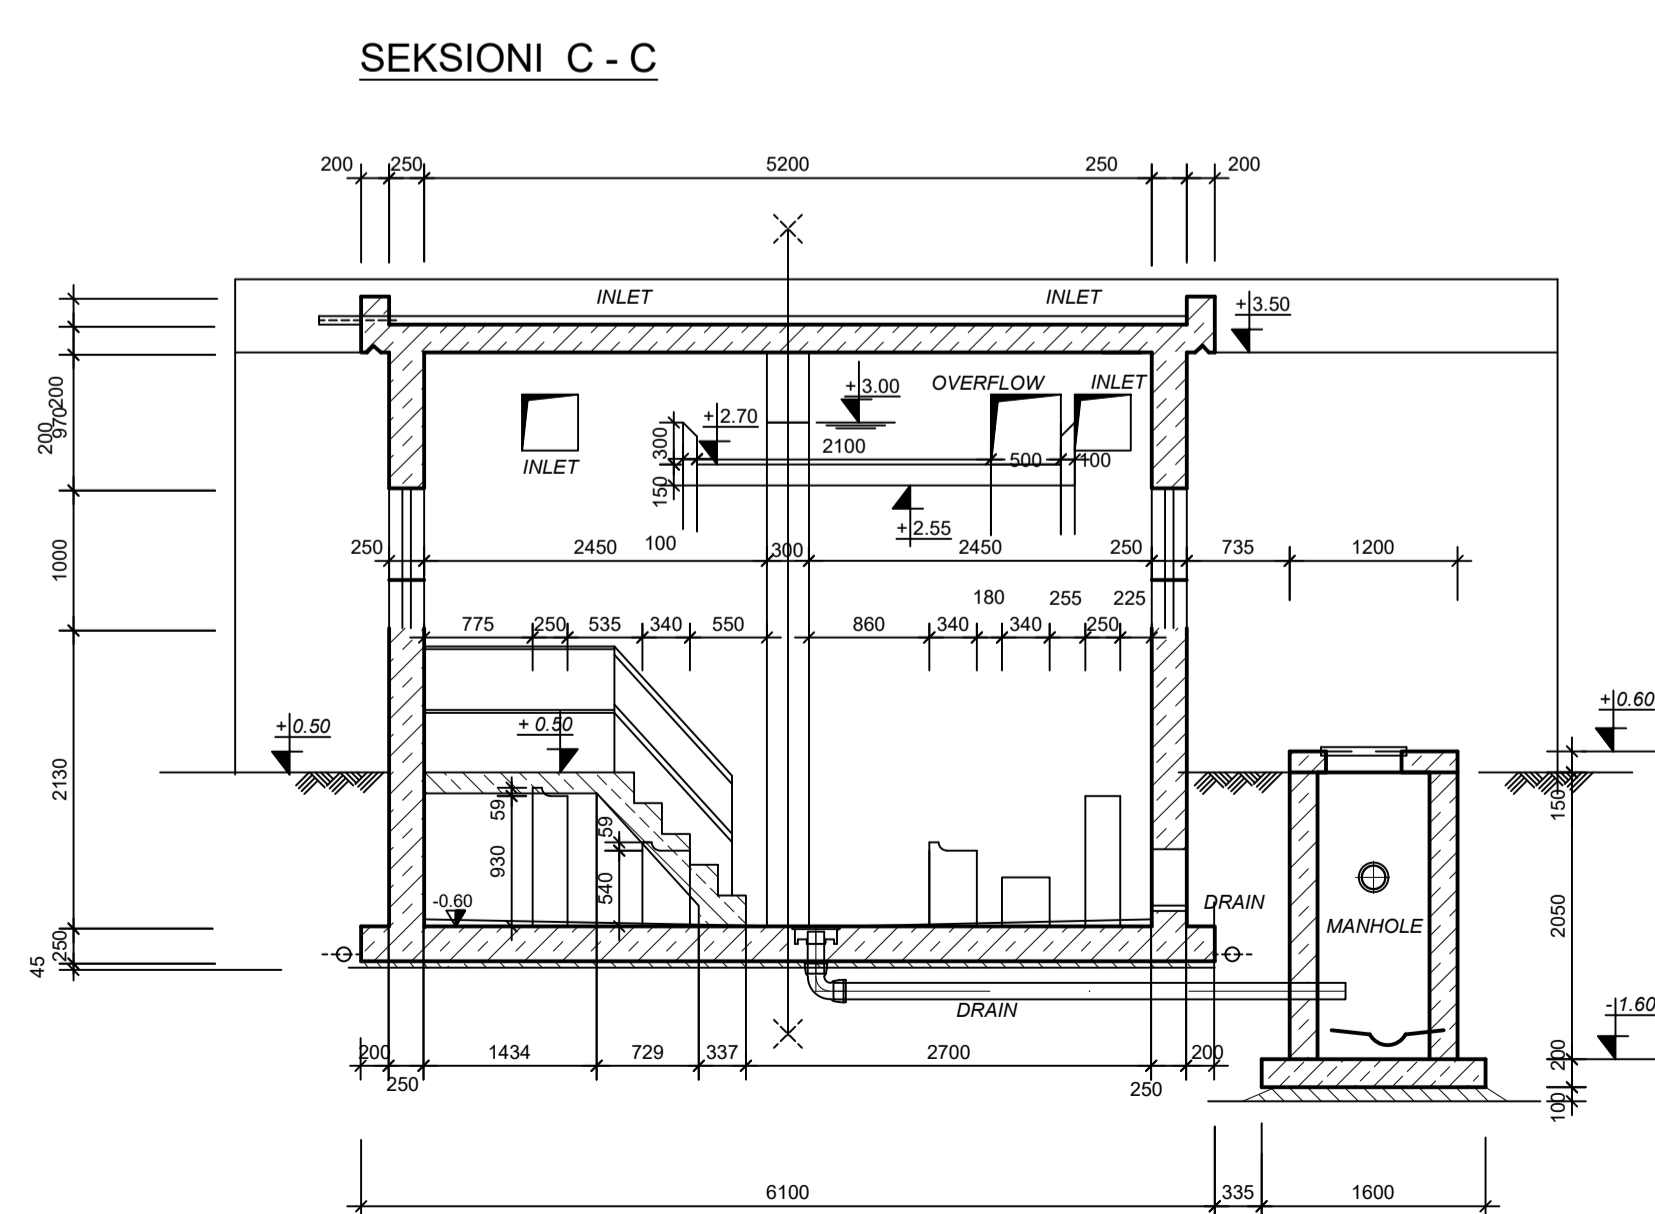 SEKSIONI C - C
200 250 5200 250 200
INLET INLET
+3.50
OVERFLOW INLET
+3.00
+2.70
2100
500 100
300
150
INLET
+2.55
200
970
200
1000
2130
250
45
250 2450 100 300 2450 250 735 1200
180 255 225
775 250 535 340 550 860 340 340 250
+0.50
+ 0.50
+0.60
59
930
59
540
-0.60
DRAIN
MANHOLE
150
2050
DRAIN
-1.60
200
100
200 1434 729 337 2700 200
250 250
6100 335 1600